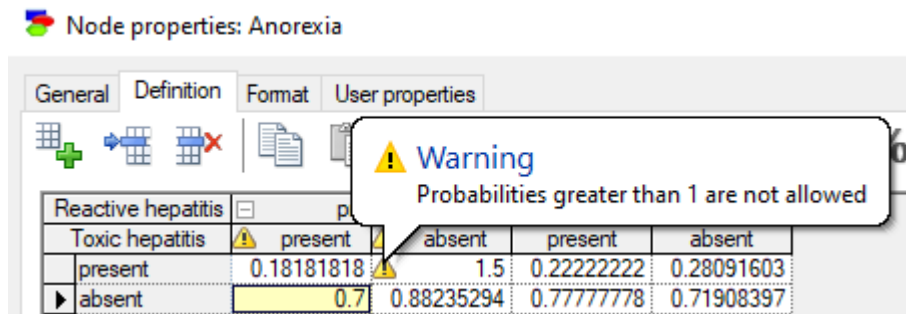 Node properties: Anorexia
General Definition Format User properties
Warning
Probabilities greater than 1 are not allowed
Reactive hepatitis
Toxic hepatitis present absent present absent
present 0.18181818 1.5 0.22222222 0.28091603
absent 0.7 0.88235294 0.77777778 0.71908397